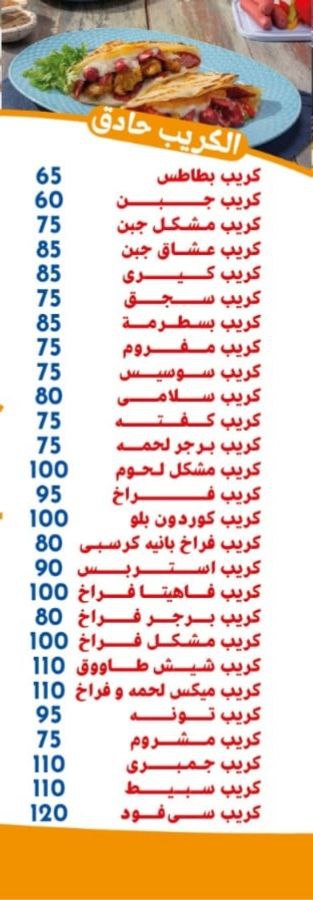 الكريب حادق
كريب بطاطس 65
كريب جبن 60
كريب مشكل جبن 75
كريب عشاق جبن 85
كريب كيرى 85
كريب سجق 75
كريب بسطرمة 85
كريب مفروم 75
كريب سوسيس 75
كريب سلامى 80
كريب كفته 75
كريب برجر لحمه 75
كريب مشكل لحوم 100
كريب فراخ 95
كريب كوردون بلو 100
كريب فراخ بانيه كرسبى 80
كريب استربس 90
كريب فاهيتا فراخ 100
كريب برجر فراخ 80
كريب مشكل فراخ 100
كريب شيش طاووق 110
كريب ميكس لحمه و فراخ 110
كريب تونه 95
كريب مشروم 75
كريب جمبرى 110
كريب سبيط 110
كريب سى فود 120